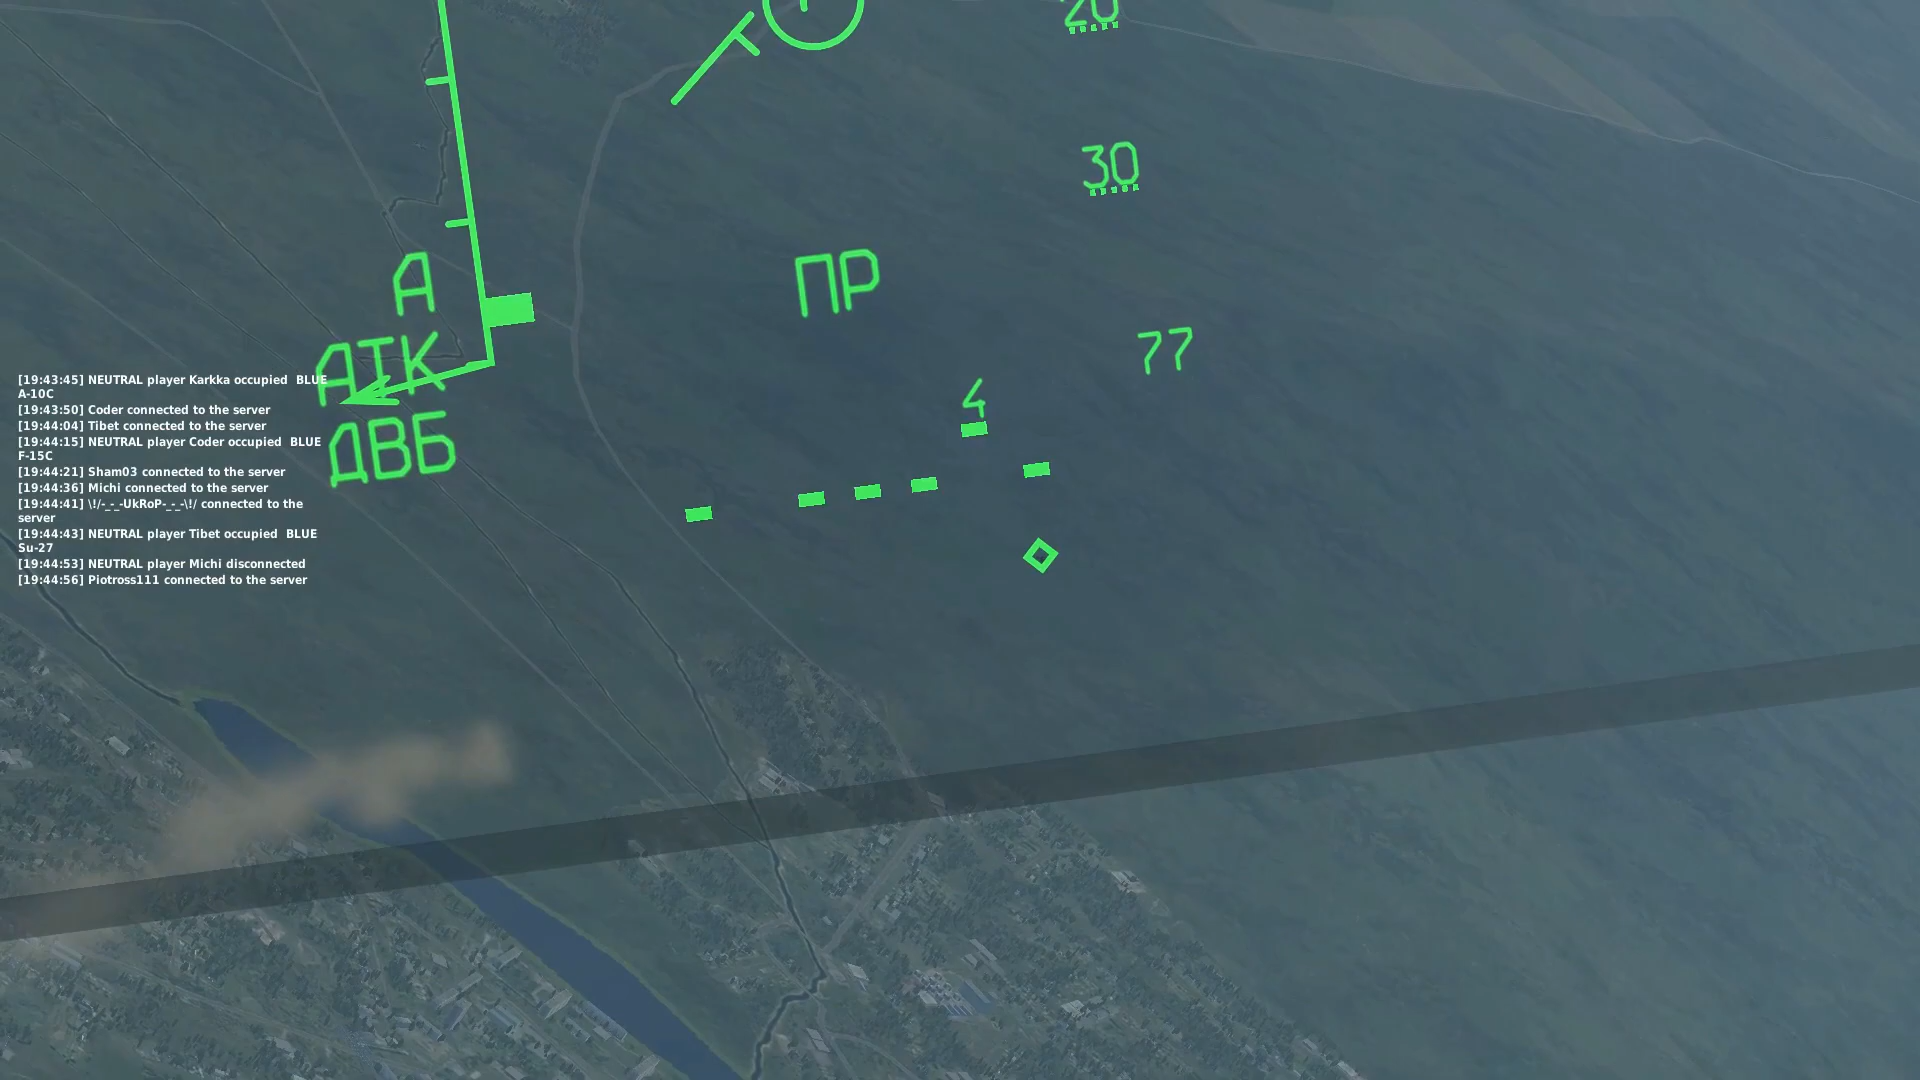 20
30
ПР
А
77
АТК
[19:43:45] NEUTRAL player Karkka occupied  BLUE
A-10C
4
[19:43:50] Coder connected to the server
[19:44:04] Tibet connected to the server
[19:44:15] NEUTRAL player Coder occupied  BLUE
F-15C
ДВБ
[19:44:21] Sham03 connected to the server
[19:44:36] Michi connected to the server
[19:44:41] \!/-_-_-UkRoP-_-_-\!/ connected to the
server
[19:44:43] NEUTRAL player Tibet occupied  BLUE
Su-27
[19:44:53] NEUTRAL player Michi disconnected
[19:44:56] Piotross111 connected to the server